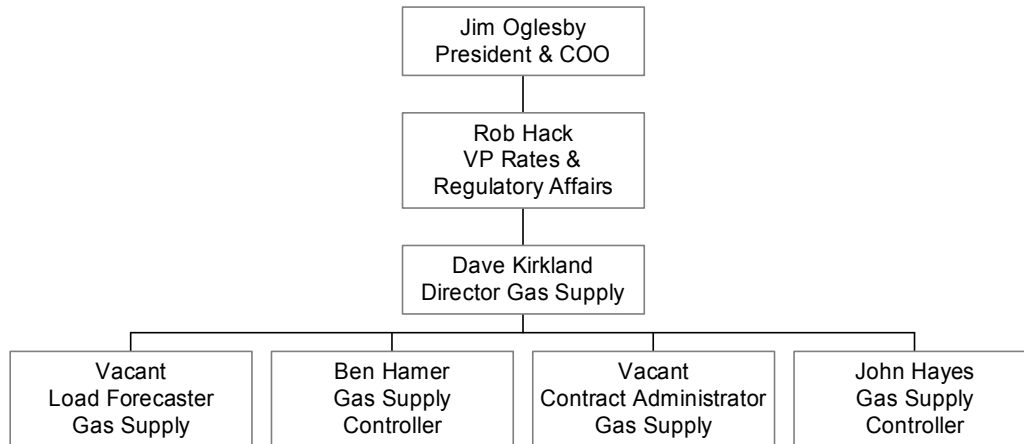 Jim Oglesby
President & COO
Rob Hack
VP Rates &
Regulatory Affairs
Dave Kirkland
Director Gas Supply
Vacant
Load Forecaster
Gas Supply
Ben Hamer
Gas Supply
Controller
Vacant
Contract Administrator
Gas Supply
John Hayes
Gas Supply
Controller